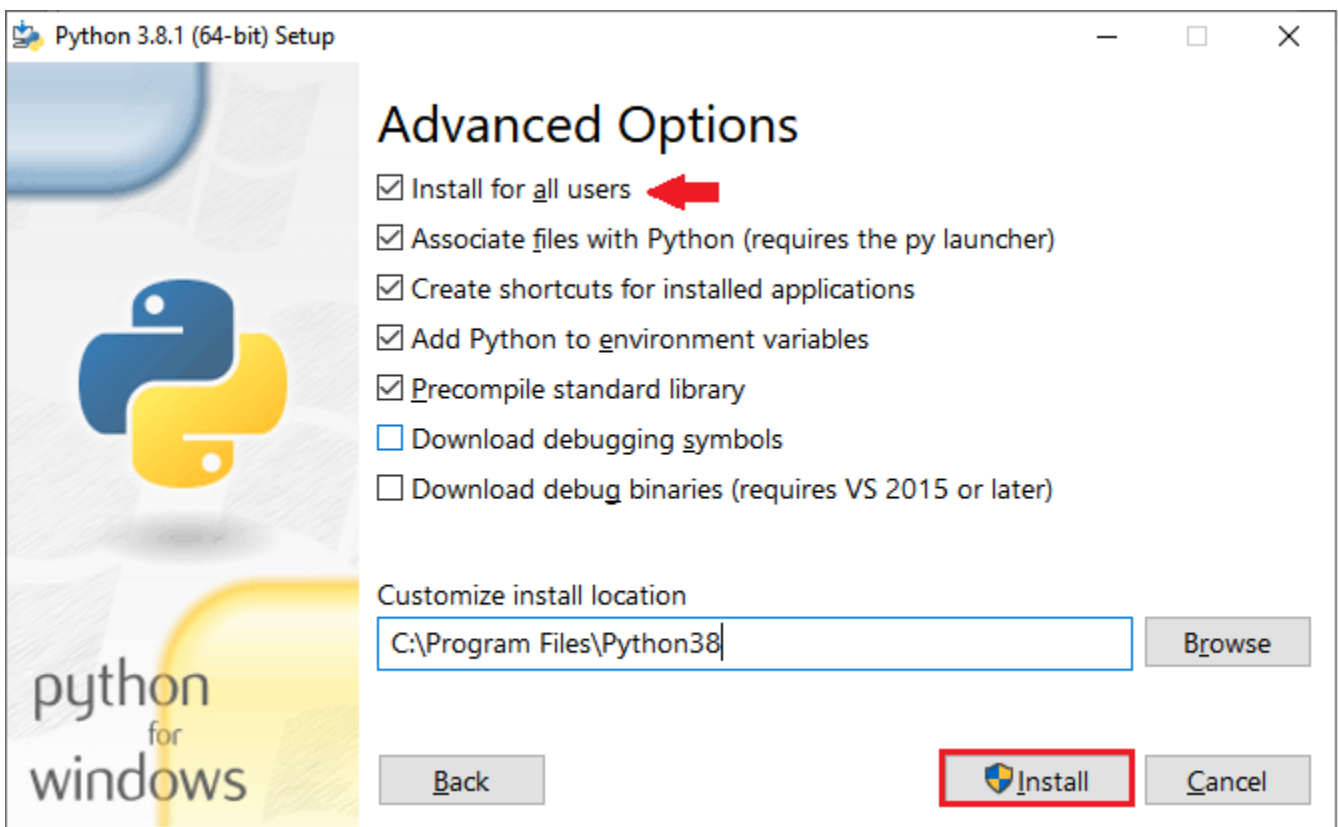 Python 3.8.1 (64-bit) Setup
Advanced Options
Install for all users
Associate files with Python (requires the py launcher)
Create shortcuts for installed applications
Add Python to environment variables
Precompile standard library
Download debugging symbols
Download debug binaries (requires VS 2015 or later)
Customize install location
C:\Program Files\Python38
Browse
python
for
windows
Back
Install
Cancel